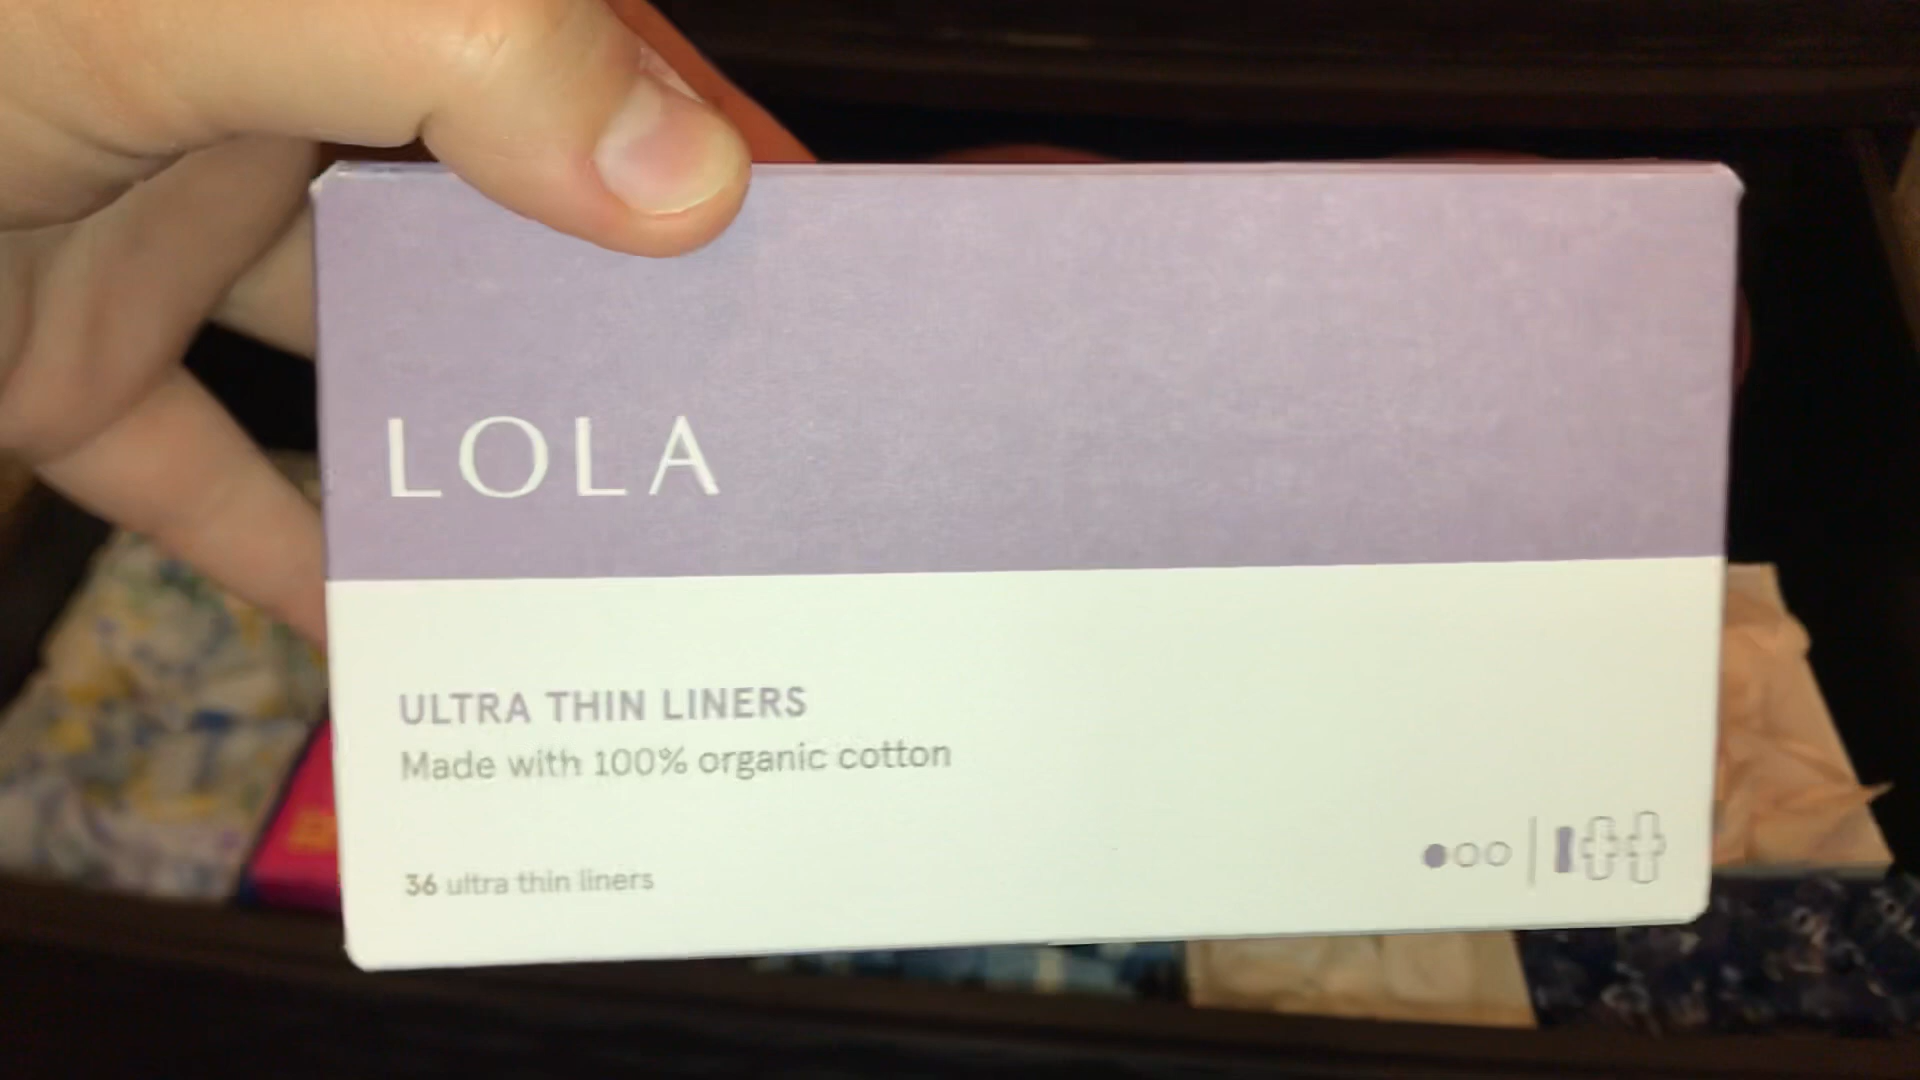 LOLA
ULTRA THIN LINERS
Made with 100% organic cotton
36 ultra thin liners